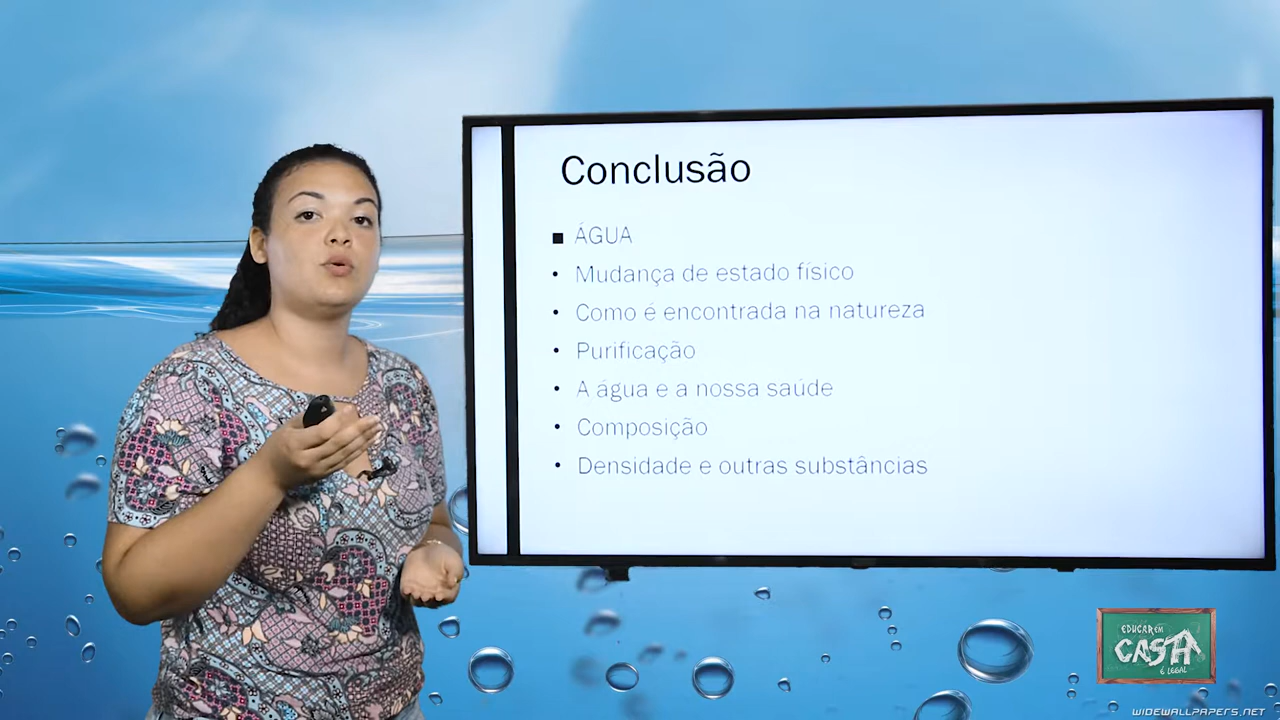 Conclusão
ÁGUA
Mudança de estado físico
Como é encontrada na natureza
Purificação
A água e a nossa saúde
Composição
Densidade e outras substâncias
EDUCAR EM
CASA
É LEGAL
WIDEWALLPAPERS.NET